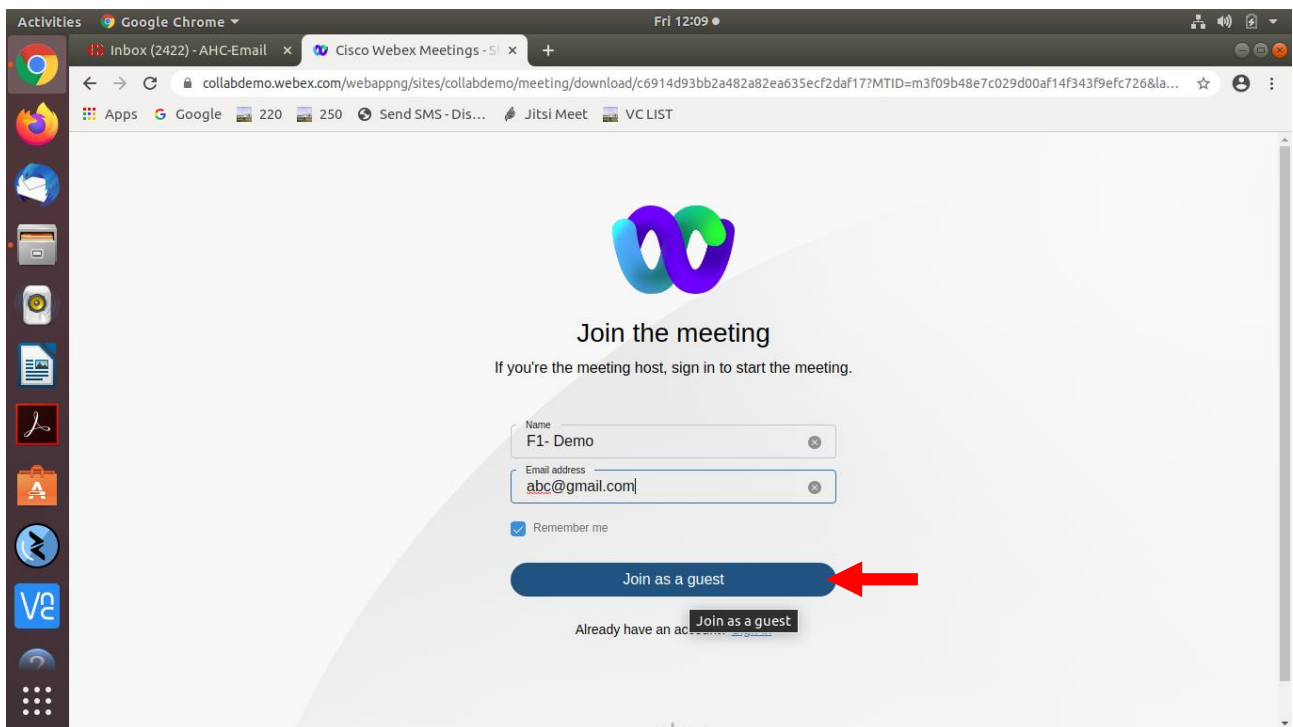 Activities Google Chrome Fri 12:09
Inbox (2422) - AHC-Email Cisco Webex Meetings - S
collabdemo.webex.com/webappng/sites/collabdemo/meeting/download/c6914d93bb2a482a82ea635ecf2daf17?MTID=m3f09b48e7c029d00af14f343f9efc726&la...
Apps Google 220 250 Send SMS - Dis... Jitsi Meet VC LIST
Join the meeting
If you're the meeting host, sign in to start the meeting.
Name
F1- Demo
Email address
abc@gmail.com
Remember me
Join as a guest
Join as a guest
Already have an